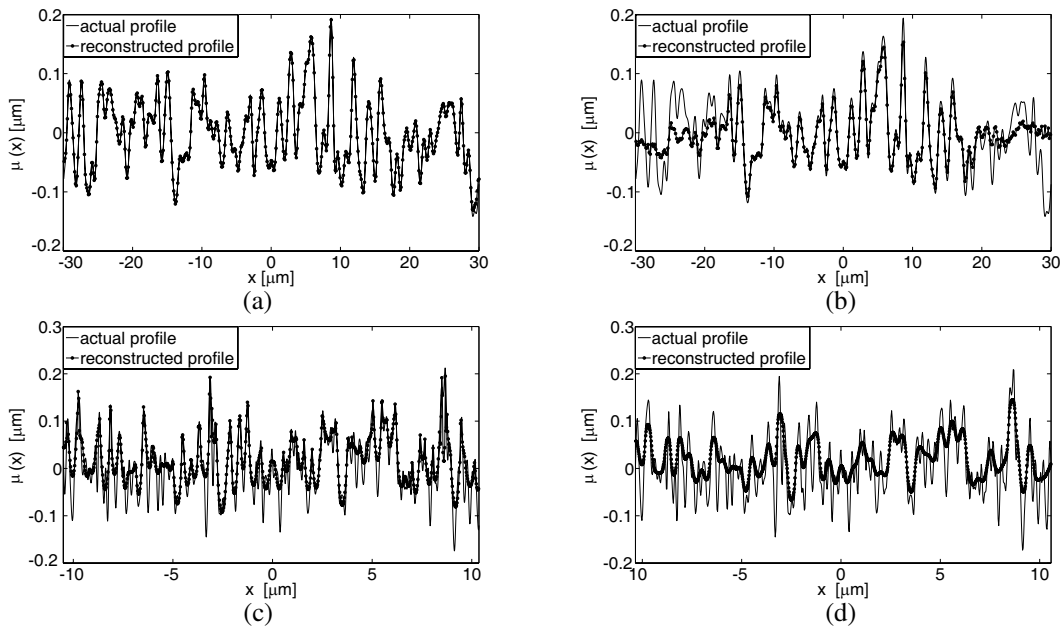 0.2
actual profile
reconstructed profile
0.1
0
-0.1
-0.2
μ (x) [μm]
-30 -20 -10 0 10 20 30
x [μm]
(a)
0.2
actual profile
reconstructed profile
0.1
0
-0.1
-0.2
μ(x) [μm]
-30 -20 -10 0 10 20 30
x [μm]
(b)
0.3
actual profile
reconstructed profile
0.2
0.1
0
-0.1
-0.2
μ (x) [μm]
-10 -5 0 5 10
x [μm]
(c)
0.3
actual profile
reconstructed profile
0.2
0.1
0
-0.1
-0.2
μ (x) [μm]
10 -5 0 5 10
x [μm]
(d)